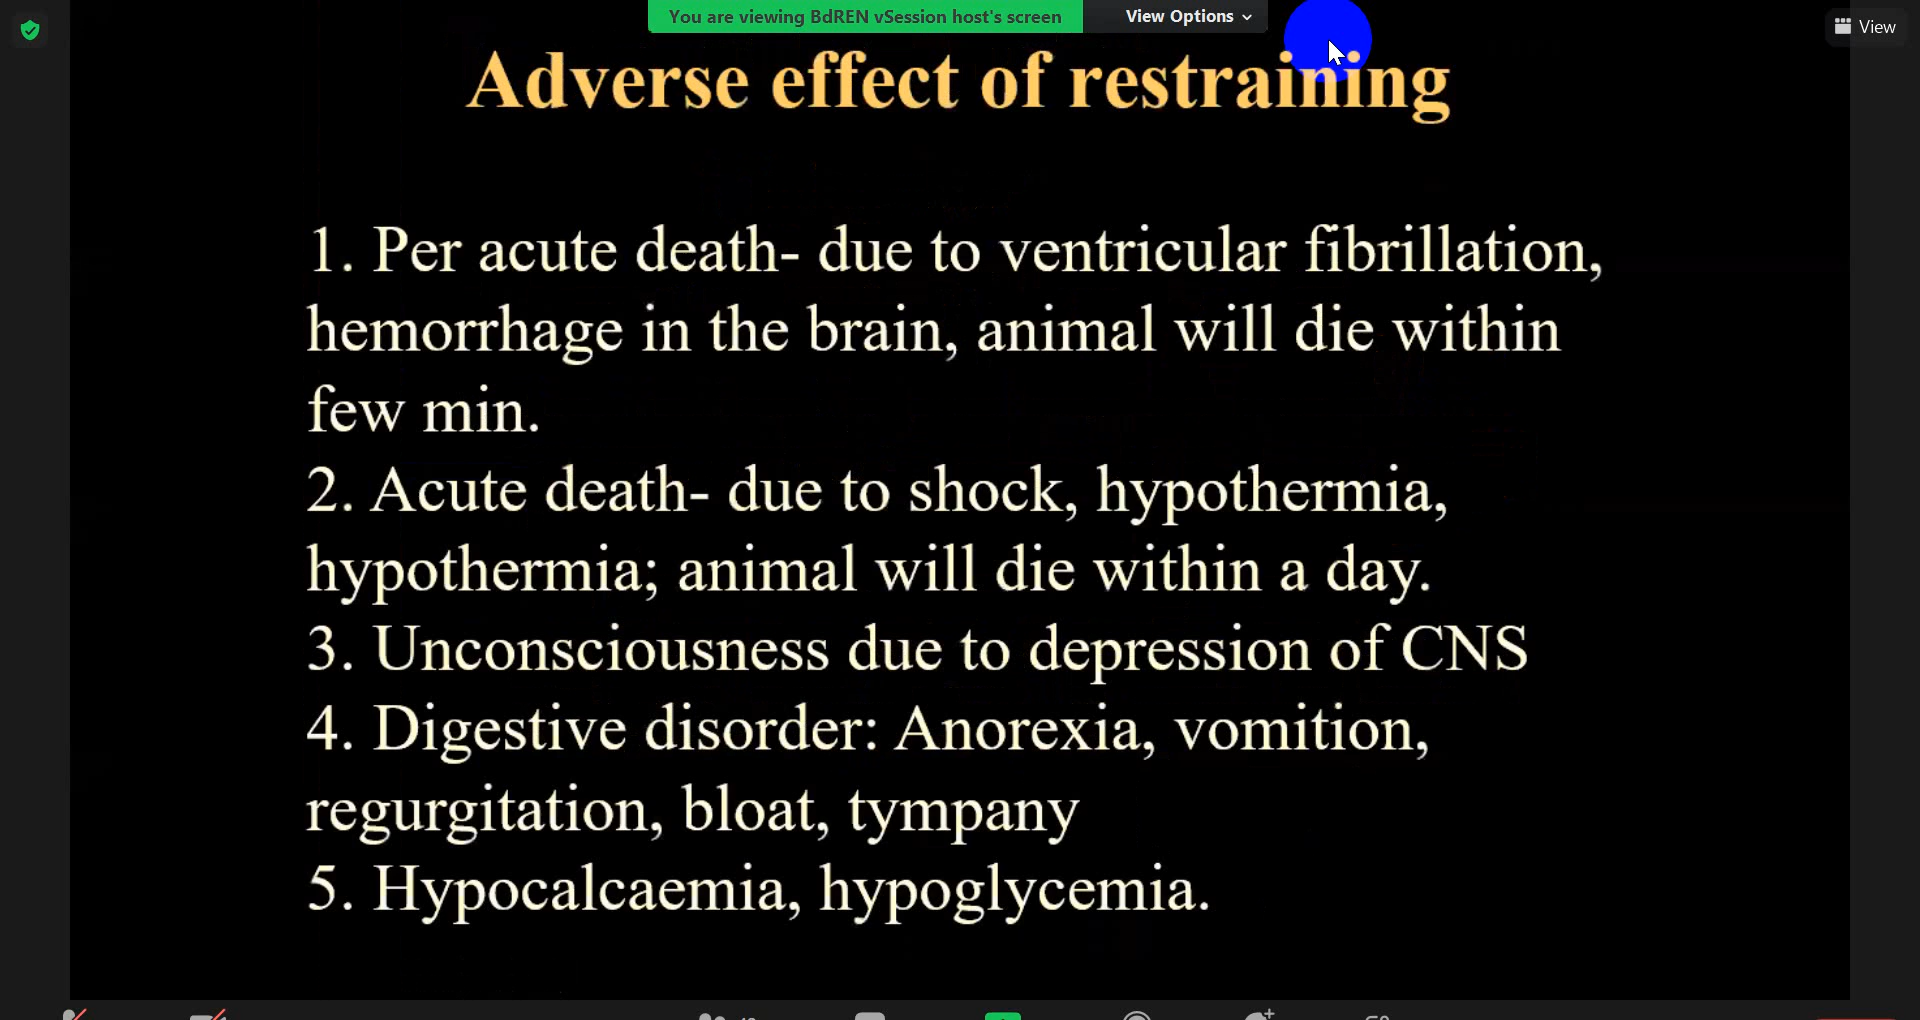 You are viewing BdREN vSession host's screen
View Options
View
Adverse effect of restraining
1. Per acute death- due to ventricular fibrillation,
hemorrhage in the brain, animal will die within
few min.
2. Acute death- due to shock, hypothermia,
hypothermia; animal will die within a day.
3. Unconsciousness due to depression of CNS
4. Digestive disorder: Anorexia, vomition,
regurgitation, bloat, tympany
5. Hypocalcaemia, hypoglycemia.